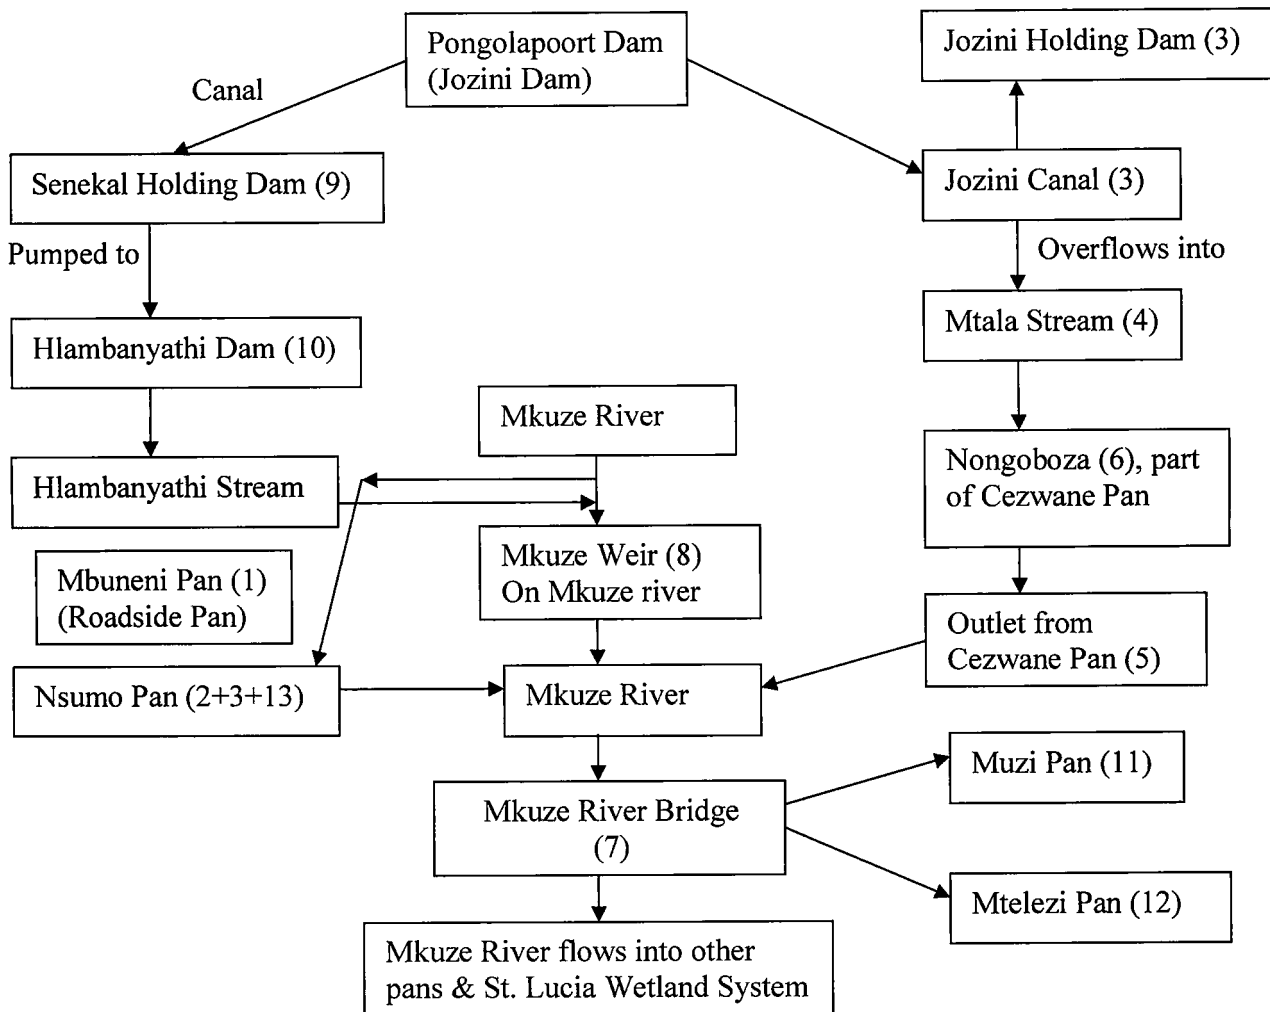 Pongolapoort Dam
(Jozini Dam)
Jozini Holding Dam (3)
Canal
Senekal Holding Dam (9)
Jozini Canal (3)
Pumped to
Overflows into
Hlambanyathi Dam (10)
Mtala Stream (4)
Mkuze River
Hlambanyathi Stream
Nongoboza (6), part
of Cezwane Pan
Mkuze Weir (8)
On Mkuze river
Mbuneni Pan (1)
(Roadside Pan)
Outlet from
Cezwane Pan (5)
Nsumo Pan (2+3+13)
Mkuze River
Muzi Pan (11)
Mkuze River Bridge
(7)
Mtelezi Pan (12)
Mkuze River flows into other
pans & St. Lucia Wetland System